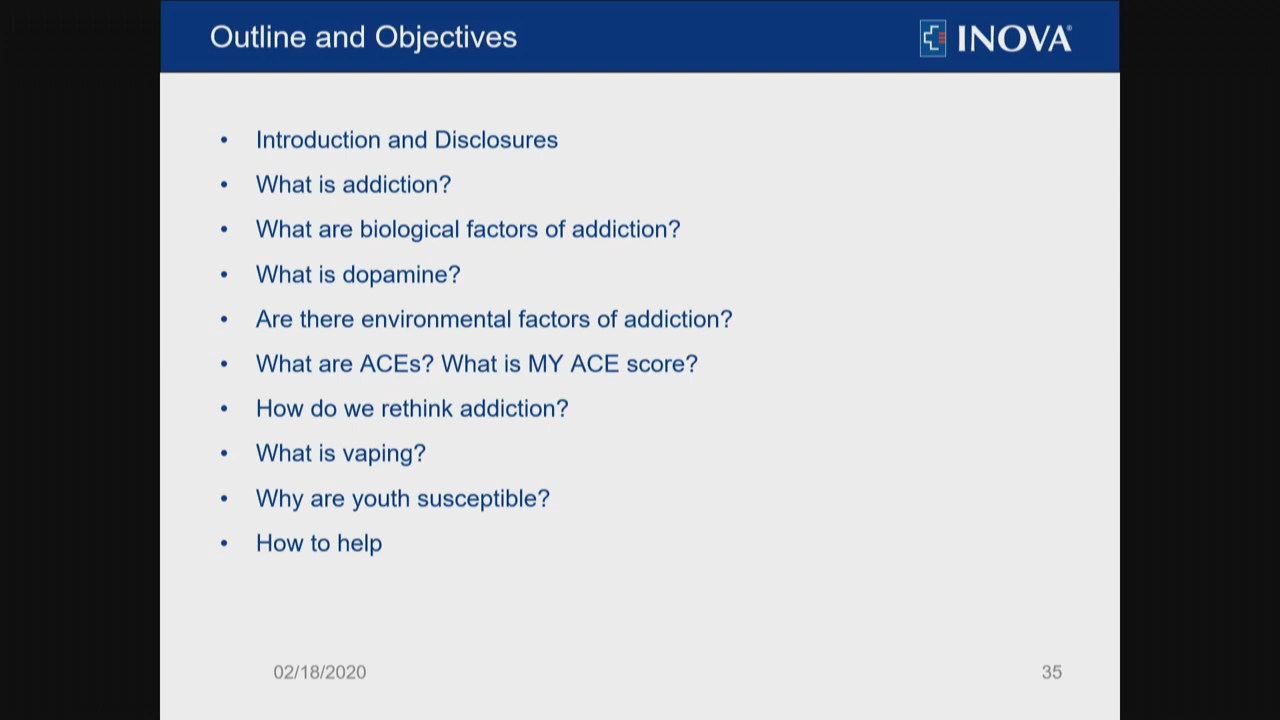 Outline and Objectives
INOVA®
• Introduction and Disclosures
• What is addiction?
• What are biological factors of addiction?
• What is dopamine?
• Are there environmental factors of addiction?
• What are ACEs? What is MY ACE score?
• How do we rethink addiction?
• What is vaping?
• Why are youth susceptible?
• How to help
02/18/2020
35